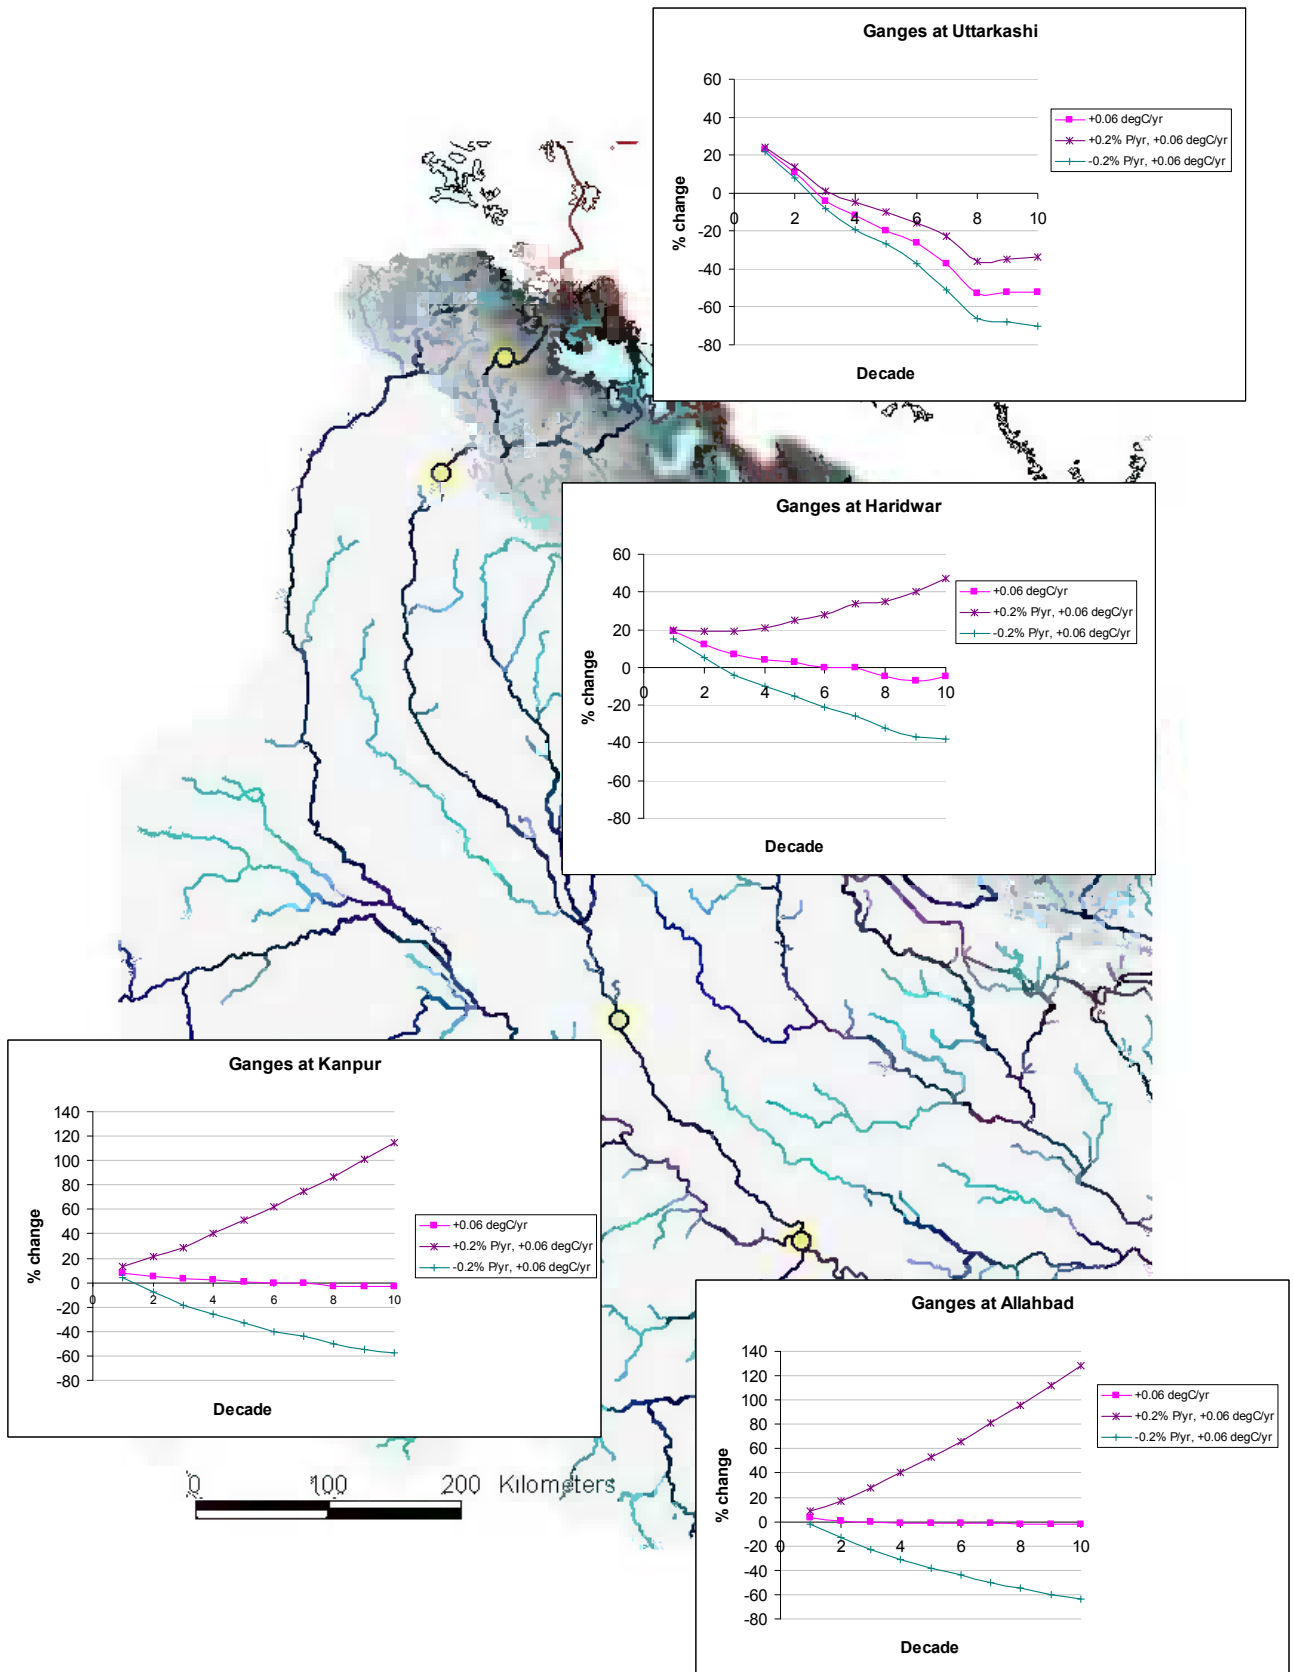 Ganges at Uttarkashi
60
40
20
0
-20
-40
-60
-80
0 2 4 6 8 10
% change
Decade
+0.06 degC/yr
+0.2% P/yr, +0.06 degC/yr
-0.2% P/yr, +0.06 degC/yr
Ganges at Haridwar
60
40
20
0
-20
-40
-60
-80
0 2 4 6 8 10
% change
Decade
+0.06 degC/yr
+0.2% P/yr, +0.06 degC/yr
-0.2% P/yr, +0.06 degC/yr
Ganges at Kanpur
140
120
100
80
60
40
20
0
-20
-40
-60
-80
0 2 4 6 8 10
% change
Decade
+0.06 degC/yr
+0.2% P/yr, +0.06 degC/yr
-0.2% P/yr, +0.06 degC/yr
Ganges at Allahbad
140
120
100
80
60
40
20
0
-20
-40
-60
-80
0 2 4 6 8 10
% change
Decade
+0.06 degC/yr
+0.2% P/yr, +0.06 degC/yr
-0.2% P/yr, +0.06 degC/yr
0 100 200 Kilometers